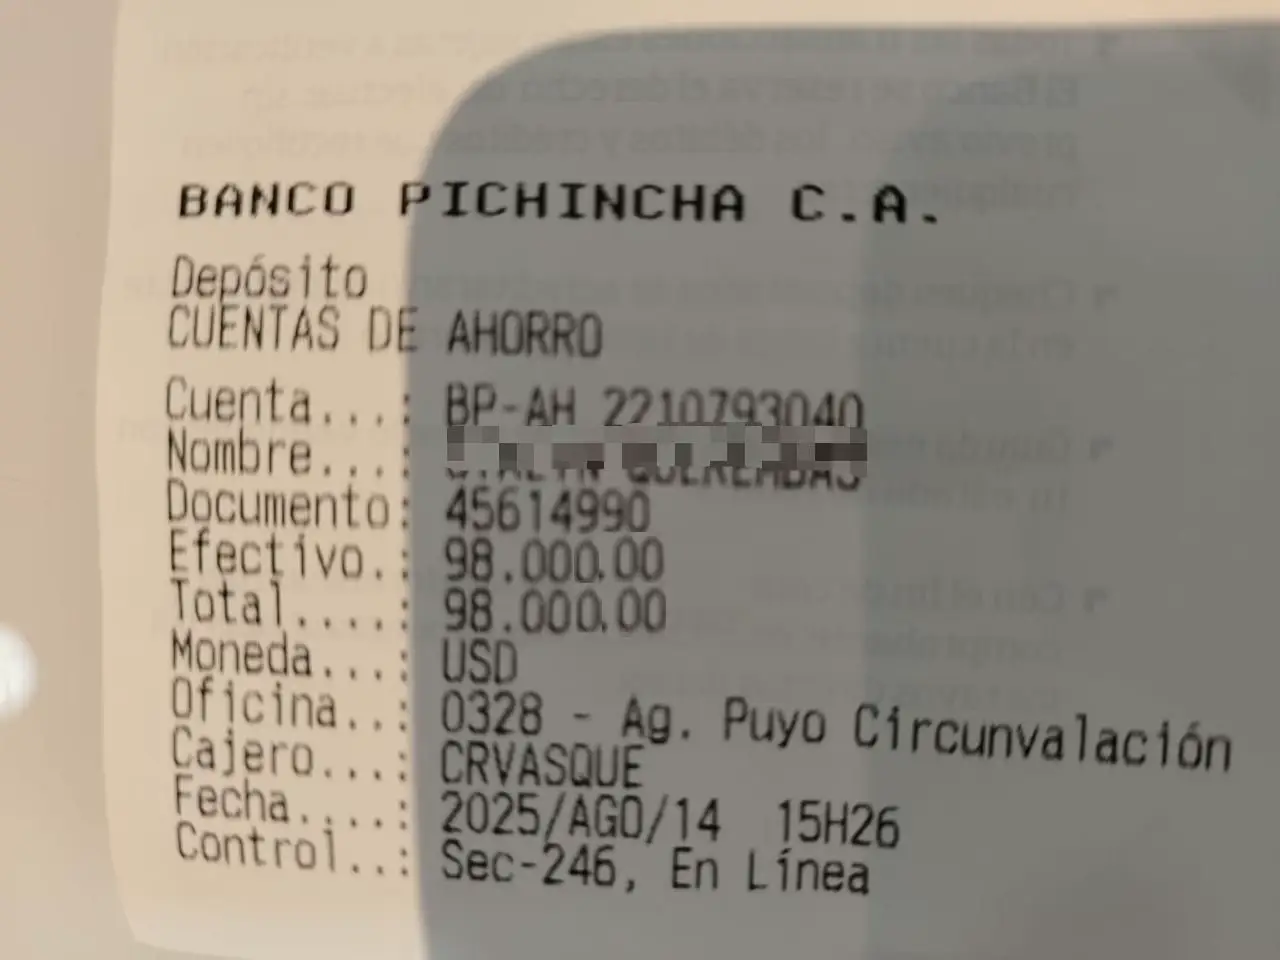 BANCO PICHINCHA C.A.
Depósito
CUENTAS DE AHORRO
Cuenta...: BP-AH 2210793040
Nombre...:
Documento: 45614990
Efectivo.: 98.000.00
Total....: 98.000.00
Moneda...: USD
Oficina..: 0328 - Ag. Puyo Circunvalación
Cajero...: CRVASQUE
Fecha....: 2025/AGO/14 15H26
Control..: Sec-246, En Línea